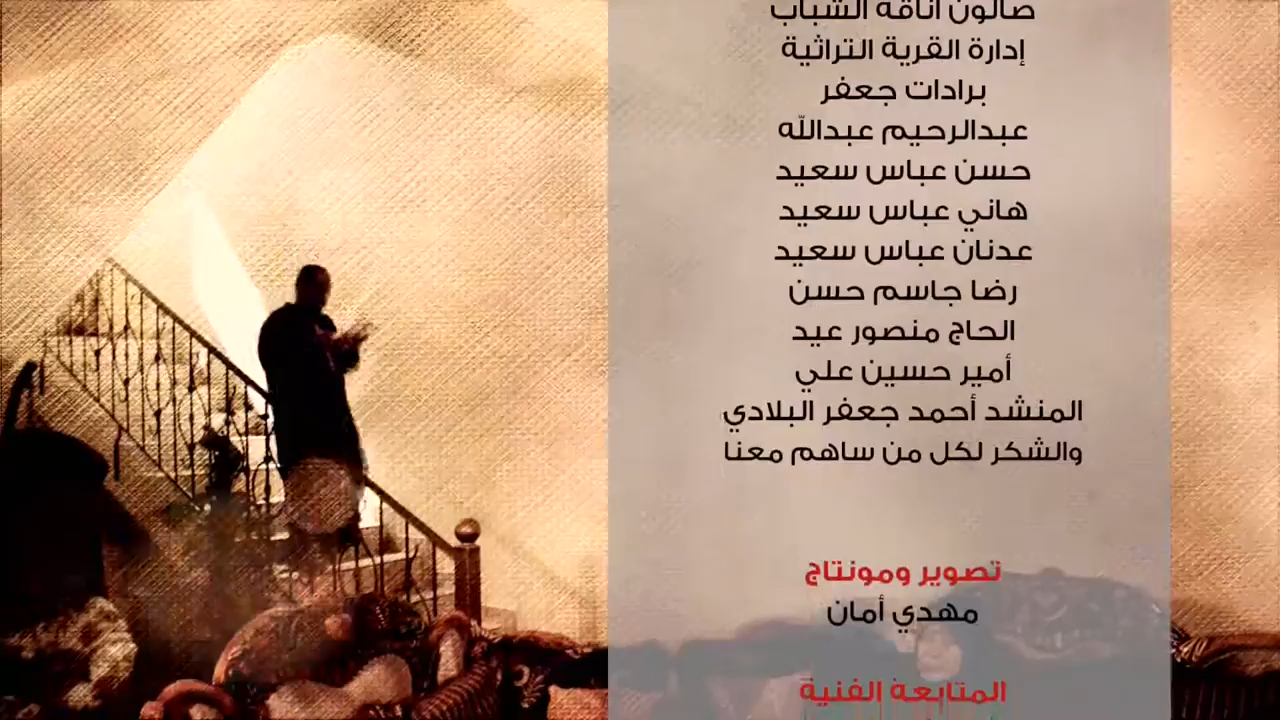 صالون أناقة الشباب
إدارة القرية التراثية
برادات جعفر
عبدالرحيم عبدالله
حسن عباس سعيد
هاني عباس سعيد
عدنان عباس سعيد
رضا جاسم حسن
الحاج منصور عيد
أمير حسين علي
المنشد أحمد جعفر البلادي
والشكر لكل من ساهم معنا
تصوير ومونتاج
مهدي أمان
المتابعة الفنية